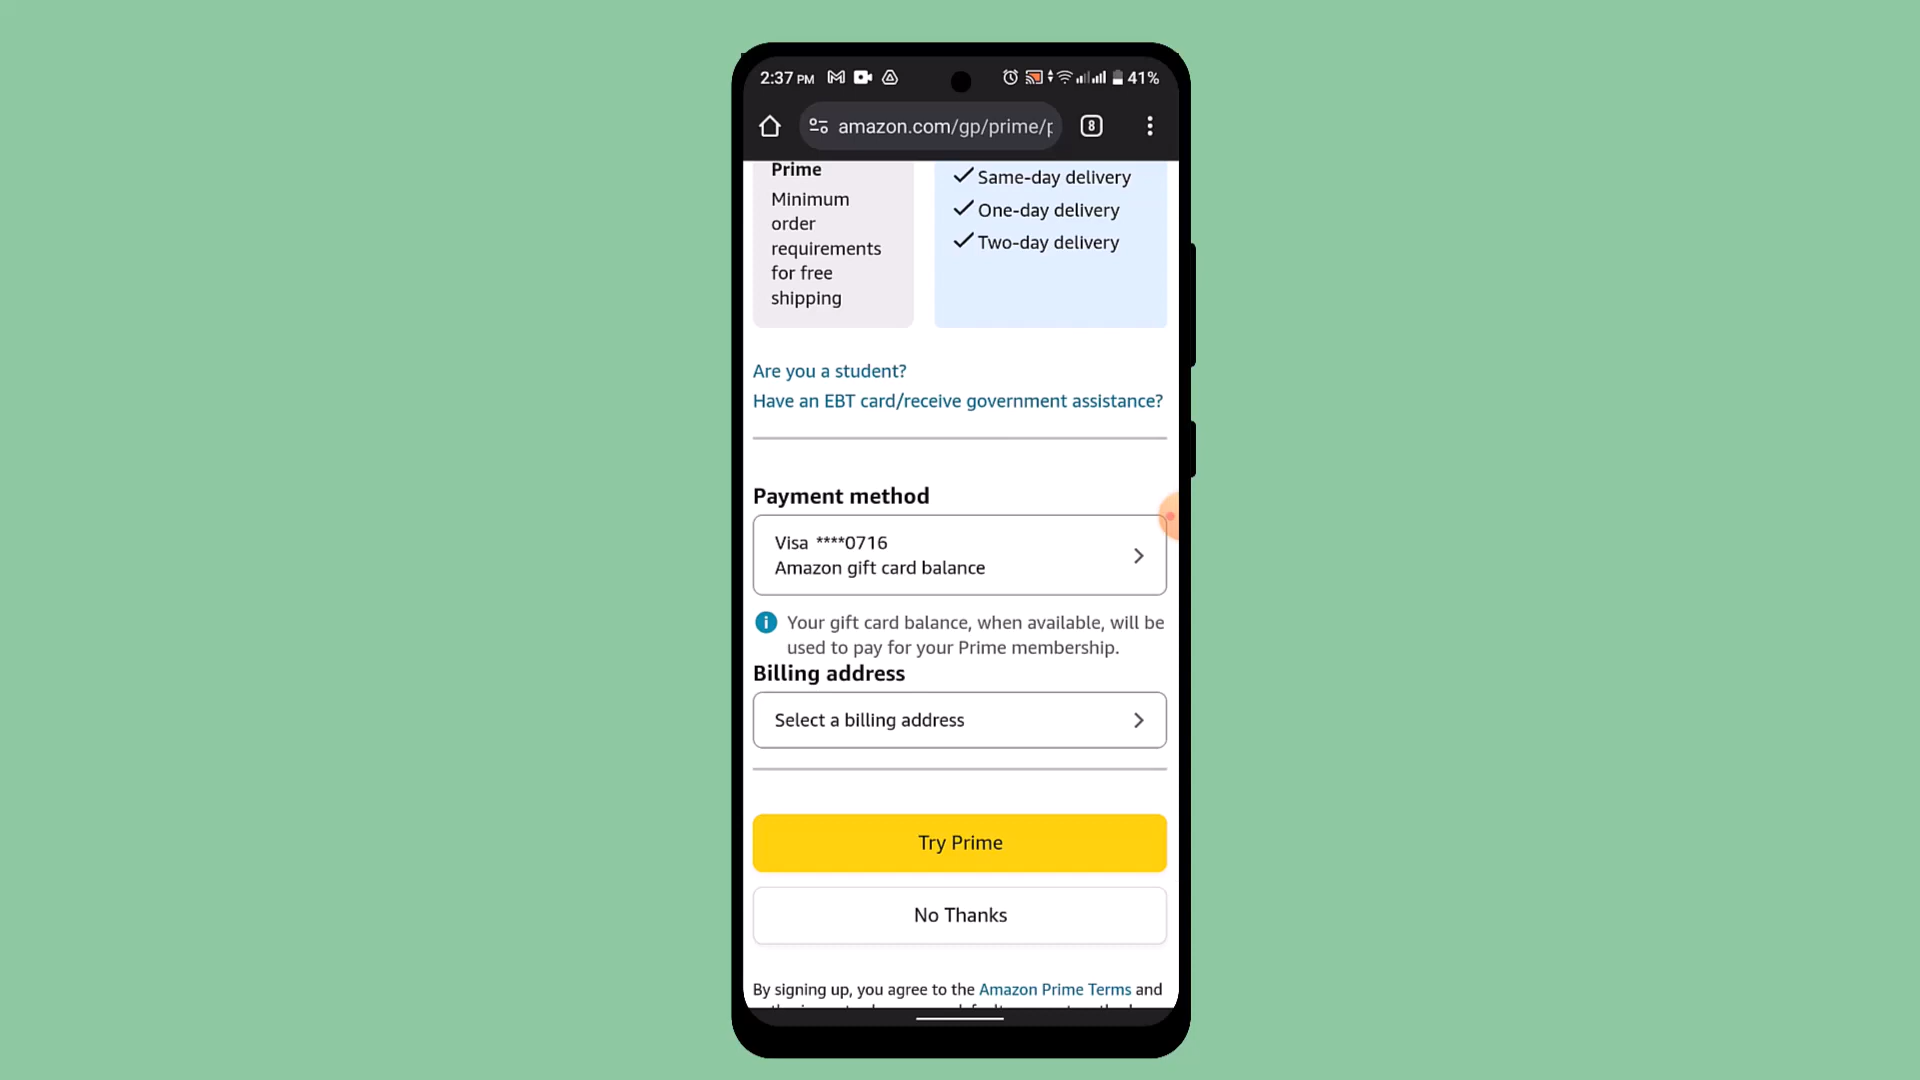 2:37 PM 41%
amazon.com/gp/prime/p
8
Prime
Minimum
order
requirements
for free
shipping
Same-day delivery
One-day delivery
Two-day delivery
Are you a student?
Have an EBT card/receive government assistance?
Payment method
Visa ****0716
Amazon gift card balance
Your gift card balance, when available, will be
used to pay for your Prime membership.
Billing address
Select a billing address
Try Prime
No Thanks
By signing up, you agree to the Amazon Prime Terms and